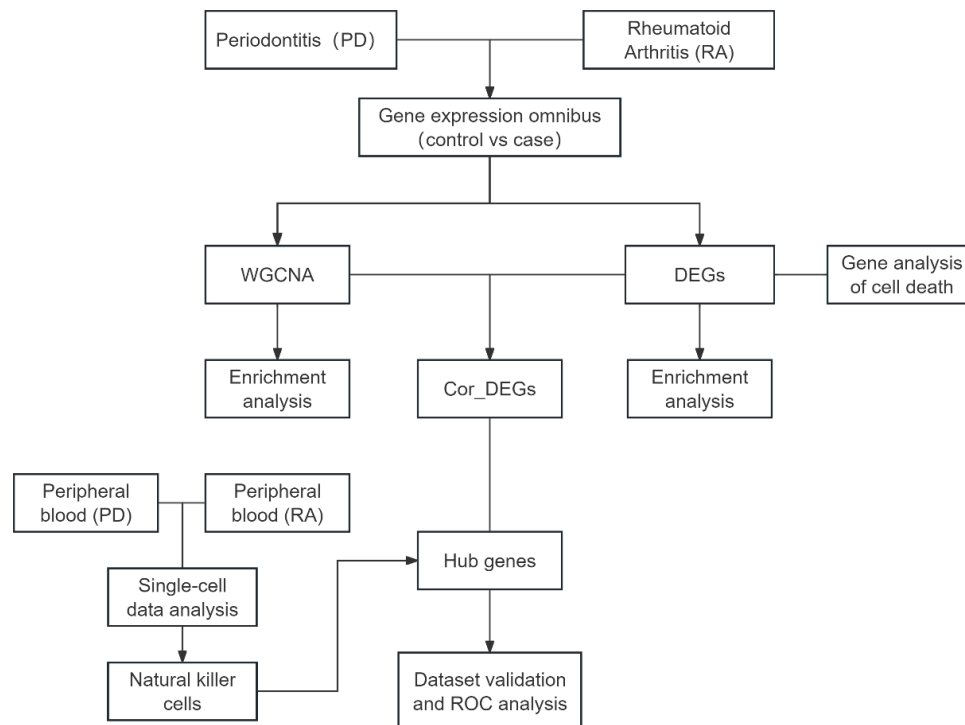 Periodontitis（PD）
Rheumatoid
Arthritis (RA)
Gene expression omnibus
（control vs case）
WGCNA
DEGs
Gene analysis
of cell death
Enrichment
analysis
Cor_DEGs
Enrichment
analysis
Peripheral
blood (PD)
Peripheral
blood (RA)
Single-cell
data analysis
Hub genes
Natural killer
cells
Dataset validation
and ROC analysis